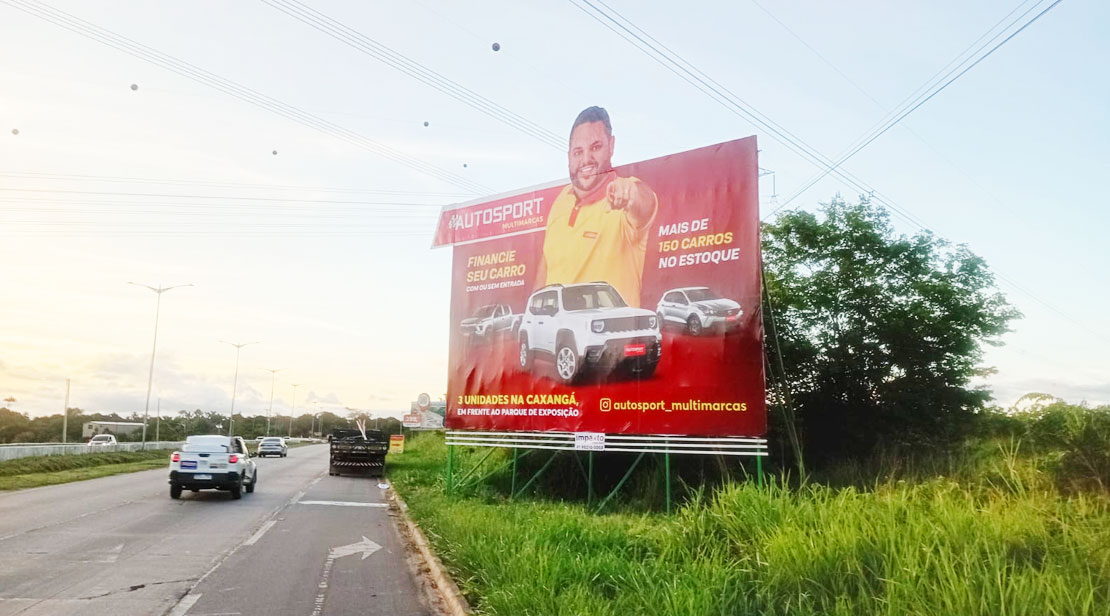 AUTOSPORT
MULTIMARCAS
FINANCIE
SEU CARRO
COM OU SEM ENTRADA
MAIS DE
150 CARROS
NO ESTOQUE
3 UNIDADES NA CAXANGÁ,
EM FRENTE AO PARQUE DE EXPOSIÇÃO
autosport_multimarcas
impakto